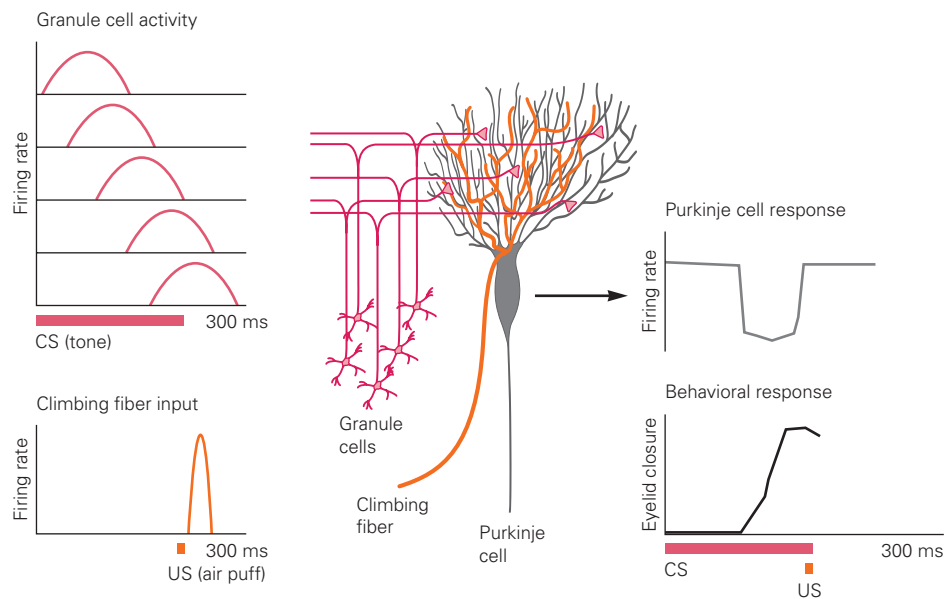 Granule cell activity
Firing rate
300 ms
CS (tone)
Climbing fiber input
Firing rate
300 ms
US (air puff)
Granule
cells
Climbing
fiber
Purkinje
cell
Purkinje cell response
Firing rate
Behavioral response
Eyelid closure
300 ms
CS
US